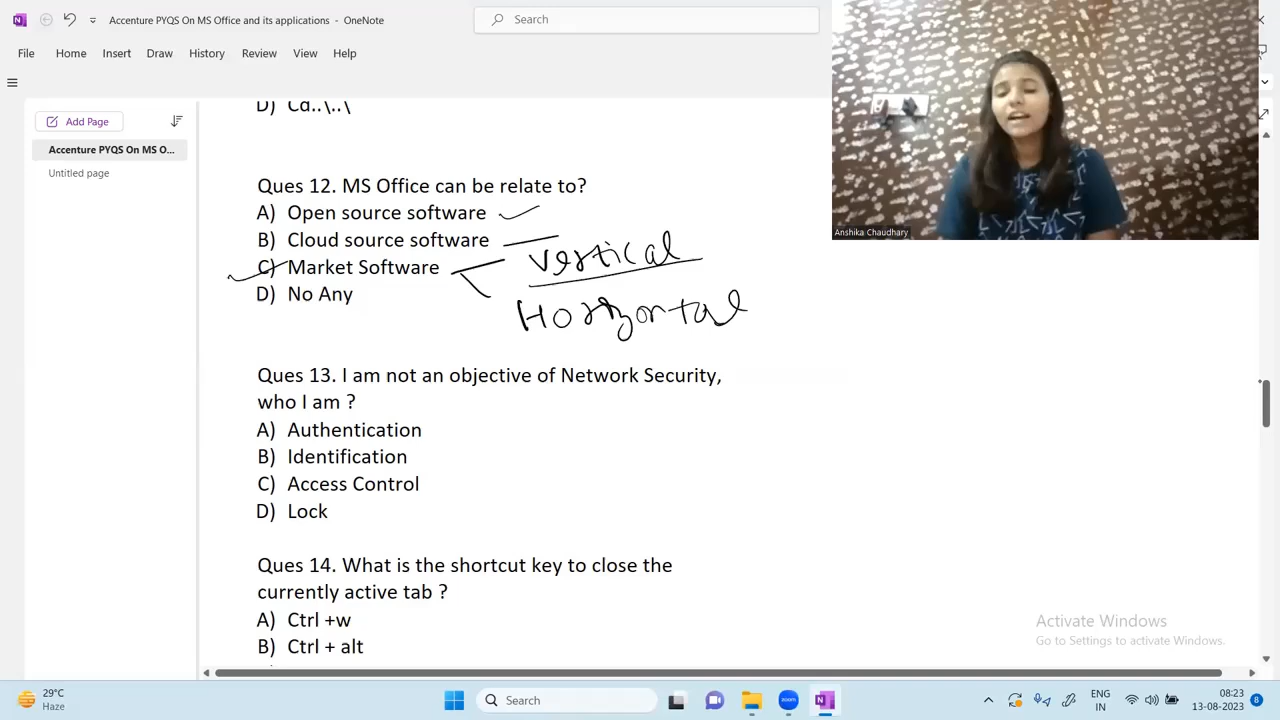 Accenture PYQS On MS Office and its applications - OneNote
Search
File Home Insert Draw History Review View Help
Add Page
Accenture PYQS On MS O...
Untitled page
D) Cd..\..\
Ques 12. MS Office can be relate to?
A) Open source software
B) Cloud source software
C) Market Software
D) No Any
Vertical
Horizontal
Ques 13. I am not an objective of Network Security,
who I am ?
A) Authentication
B) Identification
C) Access Control
D) Lock
Ques 14. What is the shortcut key to close the
currently active tab ?
A) Ctrl +w
B) Ctrl + alt
Anshika Chaudhary
Activate Windows
Go to Settings to activate Windows.
29°C
Haze
Search
zoom
ENG
IN
08:23
13-08-2023
8